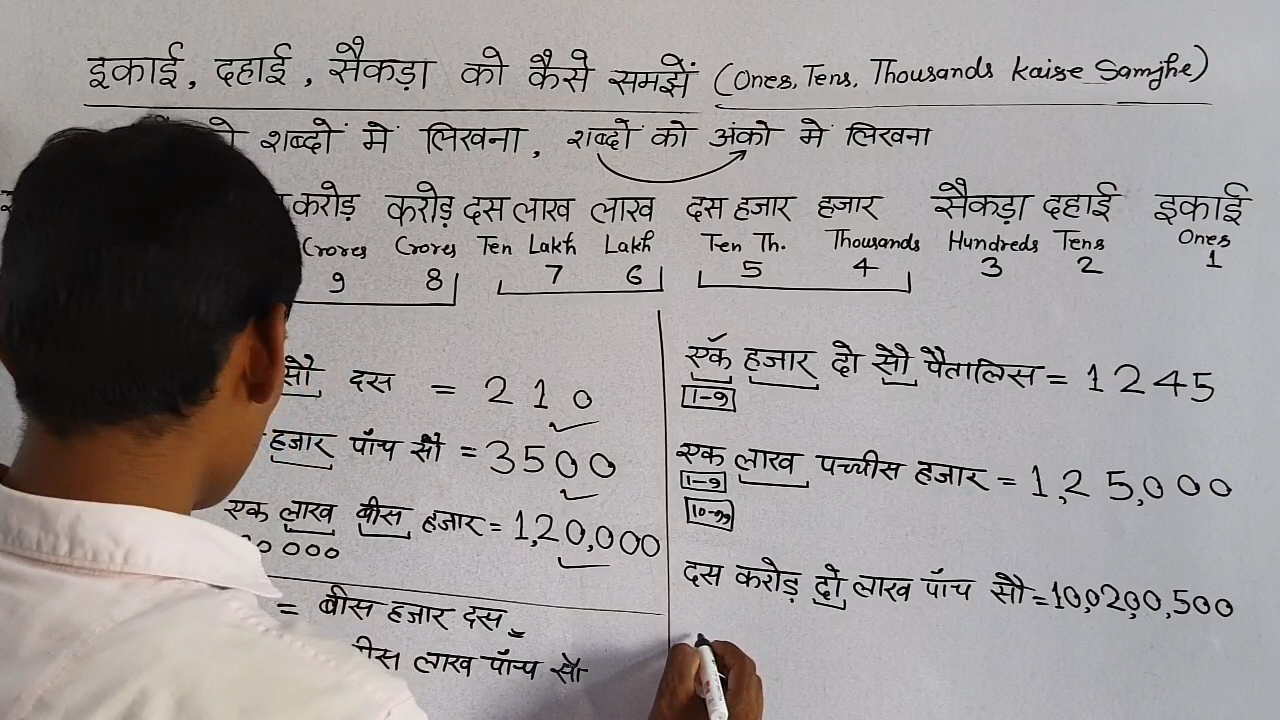 इकाई, दहाई, सैकड़ा को कैसे समझें (Ones, Tens, Thousands kaise Samjhe)
शब्दों में लिखना, शब्दों को अंको में लिखना
करोड़ करोड़ दस लाख लाख दस हजार हजार सैकड़ा दहाई इकाई
Crores Crores Ten Lakh Lakh Ten Th. Thousands Hundreds Tens Ones
9 8 7 6 5 4 3 2 1
सौ दस = 210
हजार पाँच सौ = 3500
एक लाख बीस हजार = 1,20,000
0000
= बीस हजार दस
लाख पाँच सौ
एक हजार दो सौ पैतालिस = 1245
1-9
एक लाख पच्चीस हजार = 1,25,000
1-9
10-99
दस करोड़ दो लाख पाँच सौ = 10,0200,500